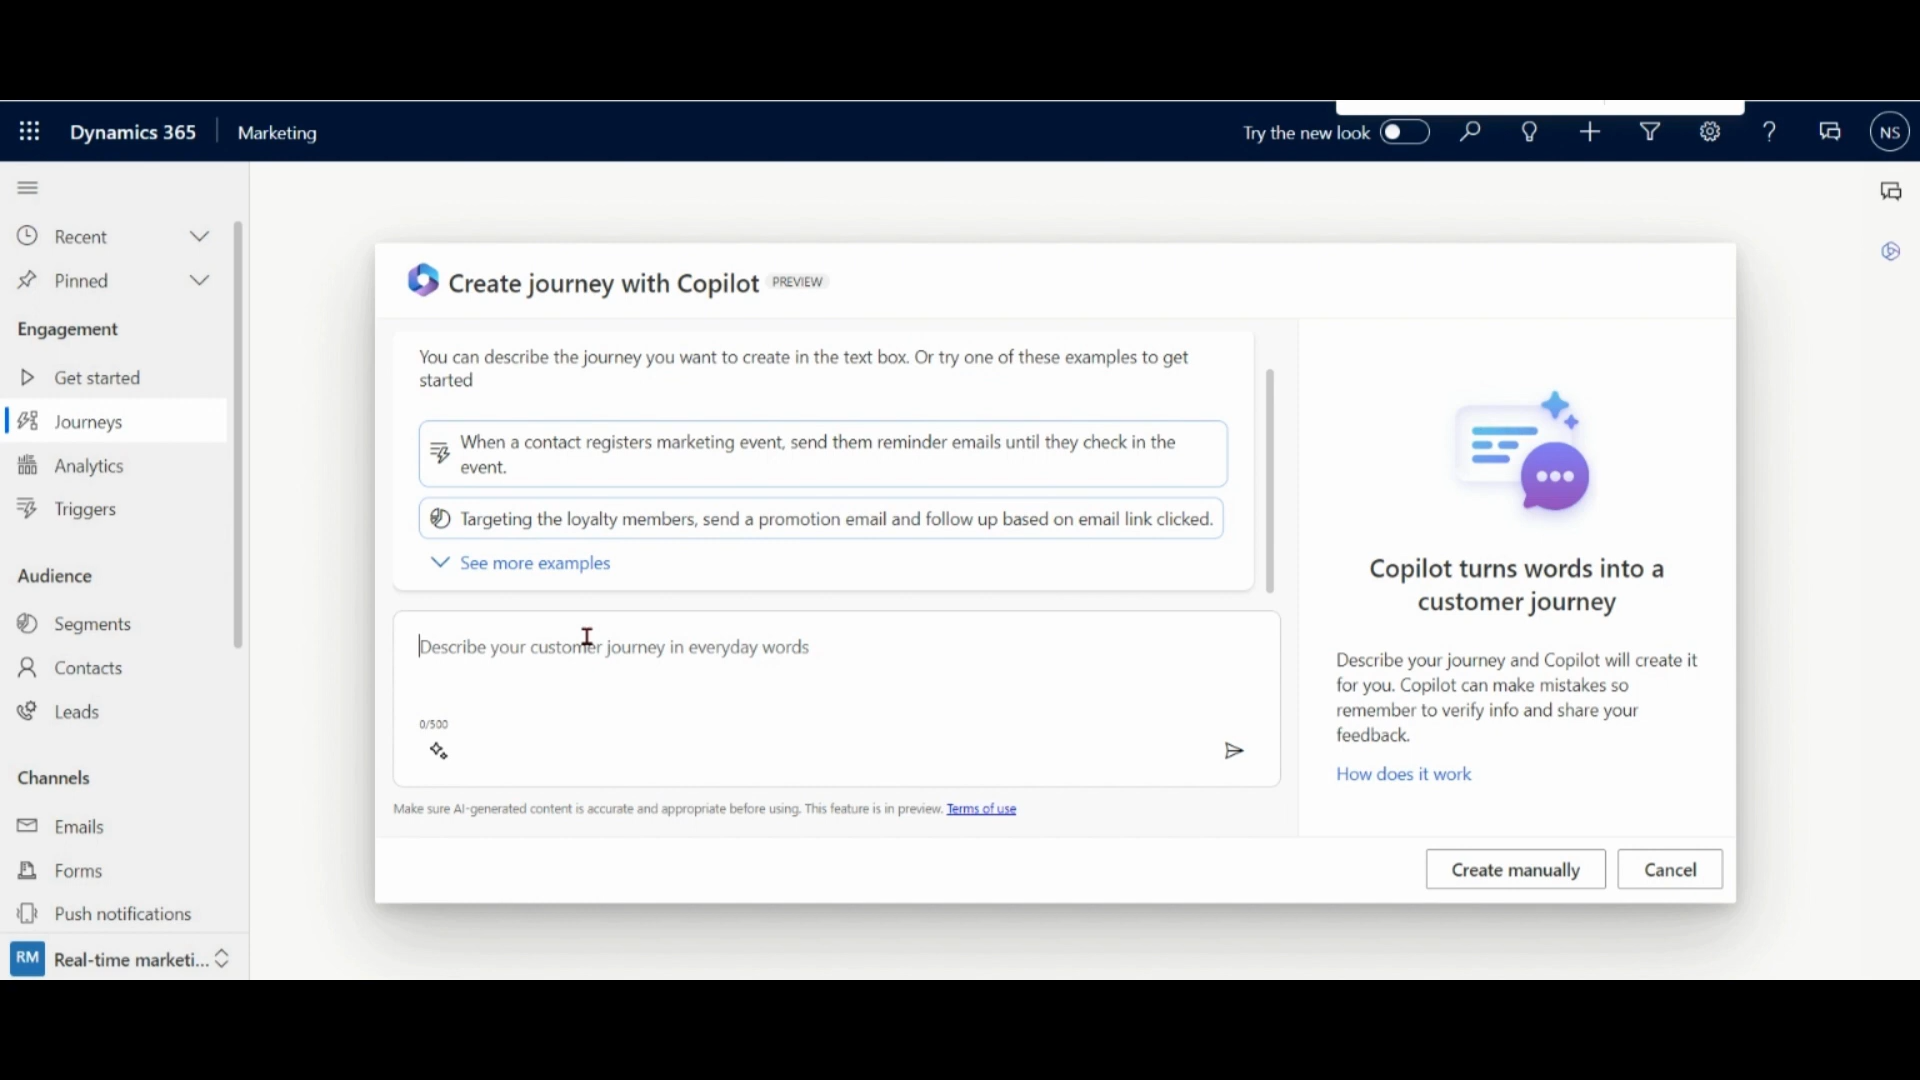 Dynamics 365
Marketing
Try the new look
NS
Recent
Pinned
Engagement
Get started
Journeys
Analytics
Triggers
Audience
Segments
Contacts
Leads
Channels
Emails
Forms
Push notifications
RM
Real-time marketi...
Create journey with Copilot
PREVIEW
You can describe the journey you want to create in the text box. Or try one of these examples to get
started
When a contact registers marketing event, send them reminder emails until they check in the
event.
Targeting the loyalty members, send a promotion email and follow up based on email link clicked.
See more examples
Describe your customer journey in everyday words
0/500
Make sure AI-generated content is accurate and appropriate before using. This feature is in preview. Terms of use
Copilot turns words into a
customer journey
Describe your journey and Copilot will create it
for you. Copilot can make mistakes so
remember to verify info and share your
feedback.
How does it work
Create manually
Cancel